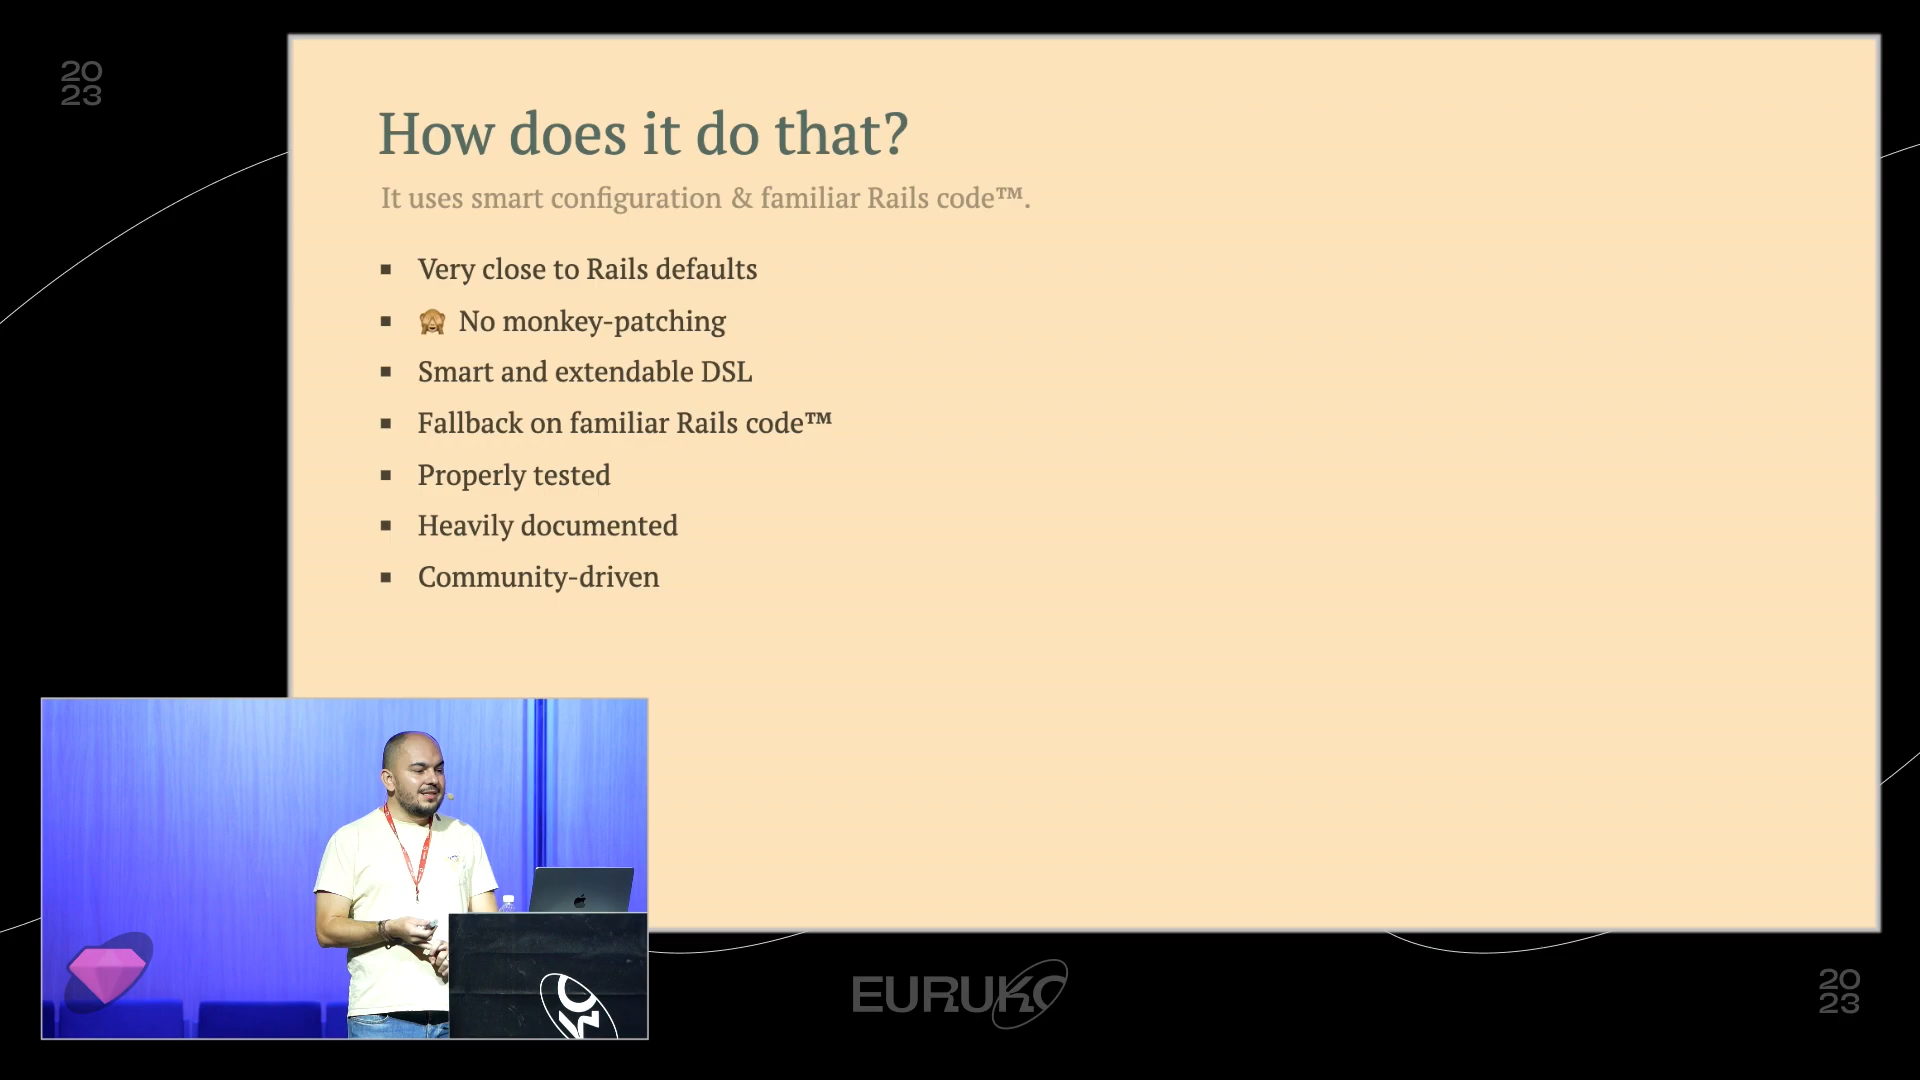 20
23
How does it do that?
It uses smart configuration & familiar Rails code™.
▪ Very close to Rails defaults
▪ 🙈 No monkey-patching
▪ Smart and extendable DSL
▪ Fallback on familiar Rails code™
▪ Properly tested
▪ Heavily documented
▪ Community-driven
EURUKO
20
23